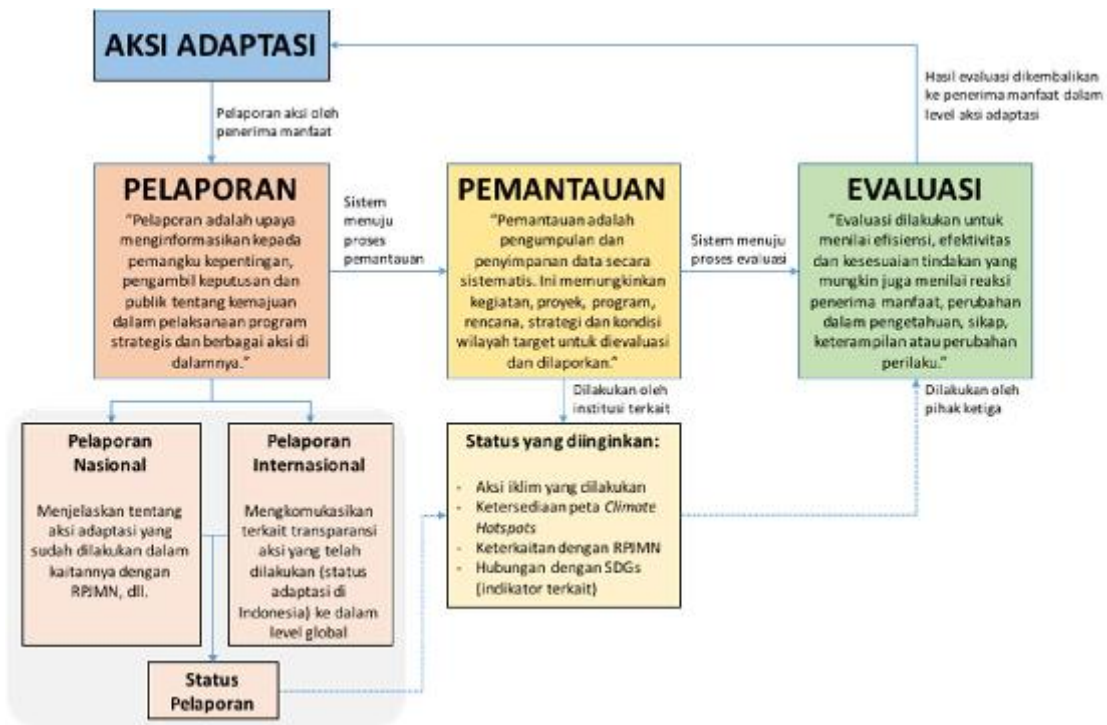 AKSI ADAPTASI
Pelaporan aksi oleh
penerima manfaat
Hasil evaluasi dikembalikan
ke penerima manfaat dalam
level aksi adaptasi
PELAPORAN
"Pelaporan adalah upaya
menginformasikan kepada
pemangku kepentingan,
pengambil keputusan dan
publik tentang kemajuan
dalam pelaksanaan program
strategis dan berbagai aksi di
dalamnya."
Sistem
menuju
proses
pemantauan
PEMANTAUAN
"Pemantauan adalah
pengumpulan dan
penyimpanan data secara
sistematis. Ini memungkinkan
kegiatan, proyek, program,
rencana, strategi dan kondisi
wilayah target untuk dievaluasi
dan dilaporkan."
Sistem menuju
proses evaluasi
EVALUASI
"Evaluasi dilakukan untuk
menilai efisiensi, efektivitas
dan kesesuaian tindakan yang
mungkin juga menilai reaksi
penerima manfaat, perubahan
dalam pengetahuan, sikap,
keterampilan atau perubahan
perilaku."
Dilakukan oleh
institusi terkait
Dilakukan oleh
pihak ketiga
Pelaporan
Nasional
Menjelaskan tentang
aksi adaptasi yang
sudah dilakukan dalam
kaitannya dengan
RPJMN, dll.
Pelaporan
Internasional
Mengkomukasikan
terkait transparansi
aksi yang telah
dilakukan (status
adaptasi di
Indonesia) ke dalam
level global
Status yang diinginkan:
- Aksi iklim yang dilakukan
- Ketersediaan peta Climate
Hotspots
- Keterkaitan dengan RPJMN
- Hubungan dengan SDGs
(indikator terkait)
Status
Pelaporan